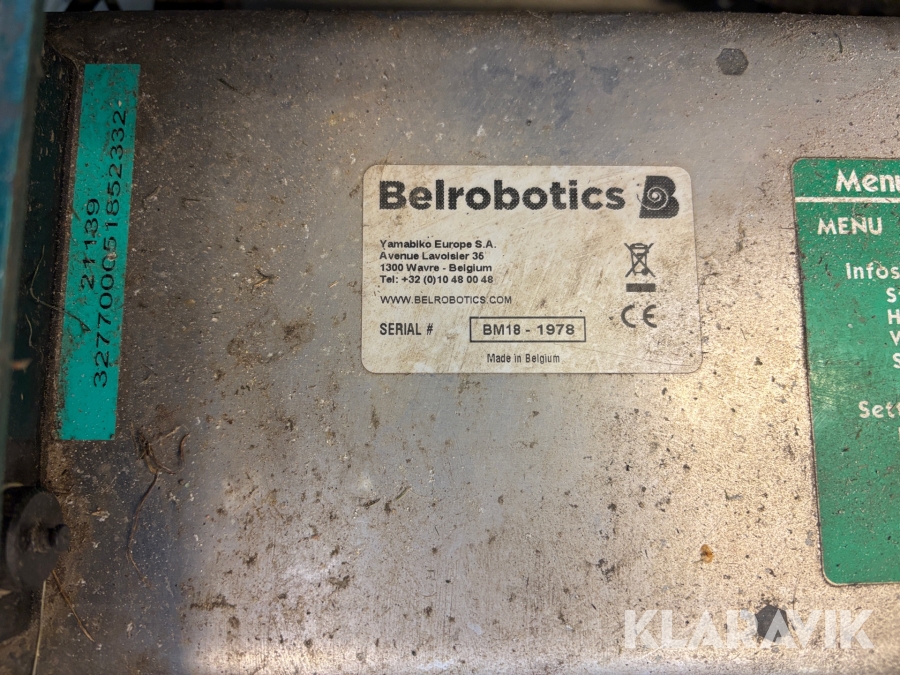 21139
3277000051852332
Belrobotics B
Yamabiko Europe S.A.
Avenue Lavoisier 35
1300 Wavre - Belgium
Tel: +32 (0)10 48 00 48
WWW.BELROBOTICS.COM
SERIAL #
BM18 - 1978
CE
Made in Belgium
Menu
MENU
Infos
S
H
V
S
Sett
KLARAVIK